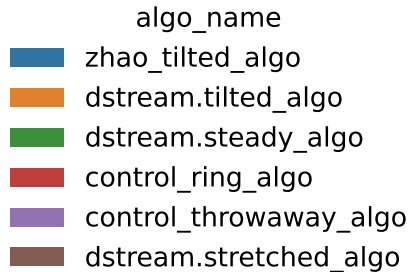 algo_name
zhao_tilted_algo
dstream.tilted_algo
dstream.steady_algo
control_ring_algo
control_throwaway_algo
dstream.stretched_algo